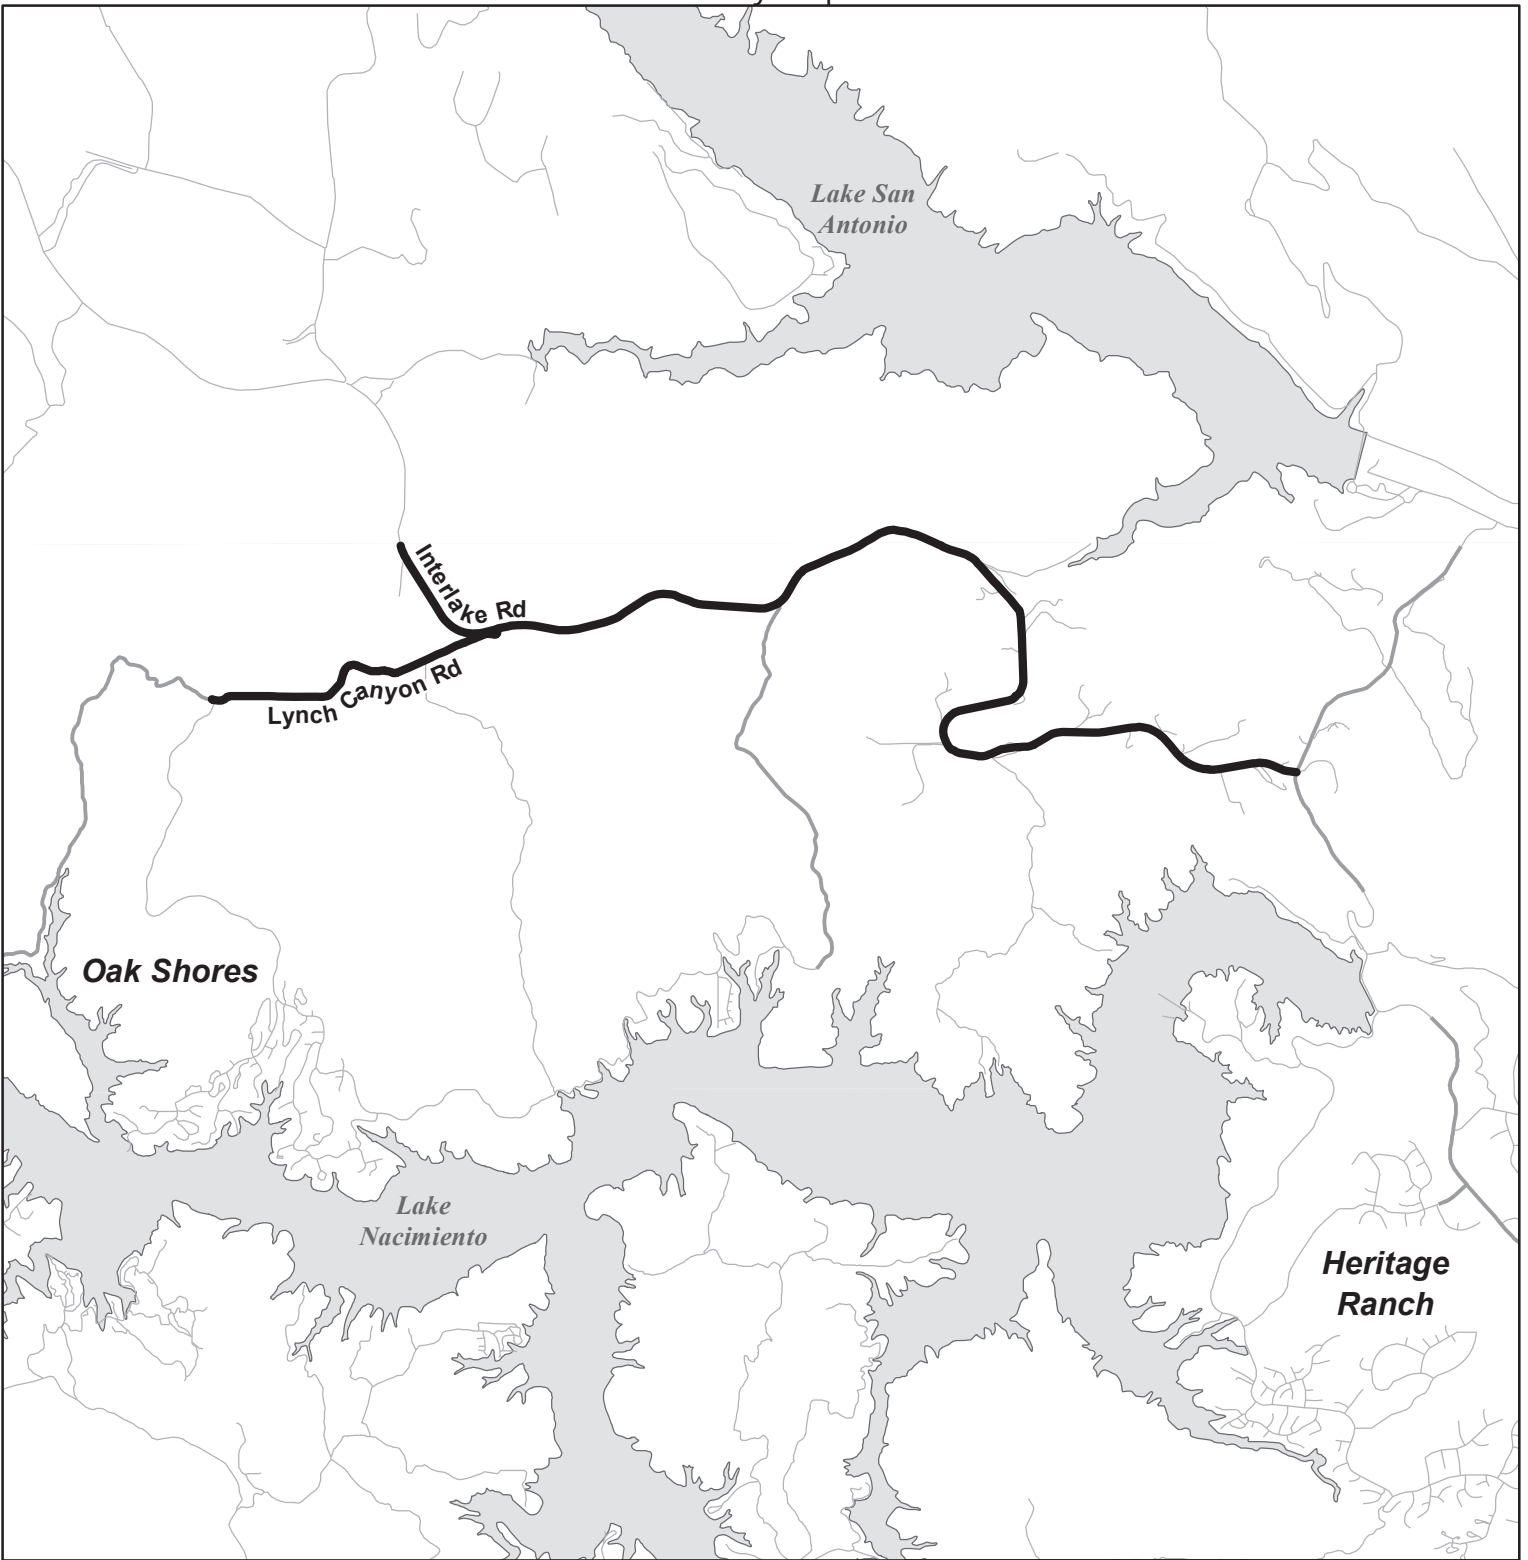 Lake San
Antonio
Interlake Rd
Lynch Canyon Rd
Oak Shores
Lake
Nacimiento
Heritage
Ranch